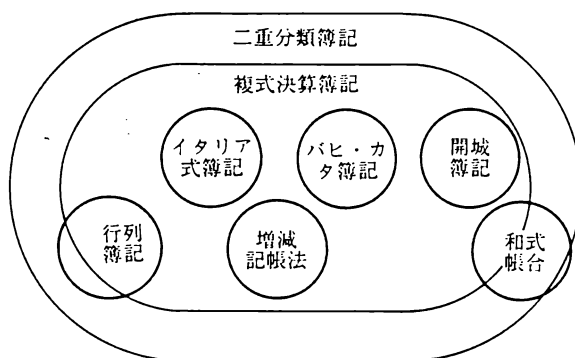 二重分類簿記
複式決算簿記
イタリア
式簿記
バヒ・カ
タ簿記
開城
簿記
行列
簿記
増減
記帳法
和式
帳合